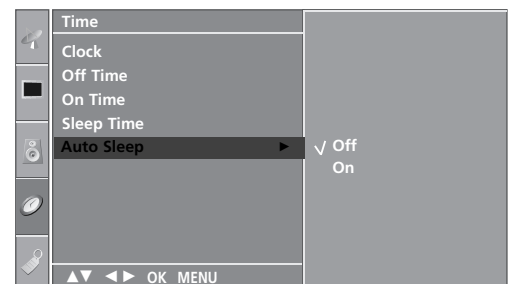 Time
Clock
Off Time
On Time
Sleep Time
Auto Sleep ►
√ Off
On
▲▼ ◄► OK MENU